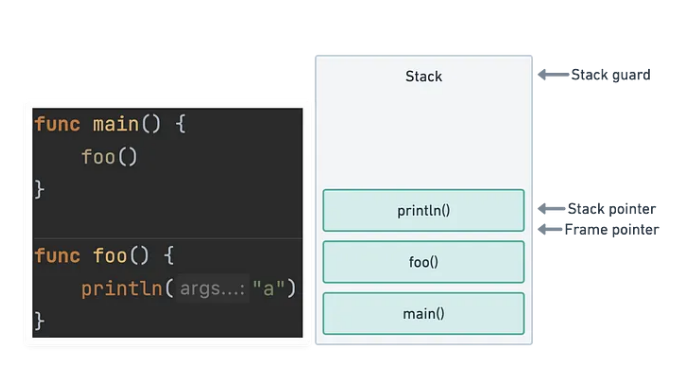 func main() {
foo()
}
func foo() {
println( args...: "a")
}
Stack
println()
foo()
main()
Stack guard
Stack pointer
Frame pointer